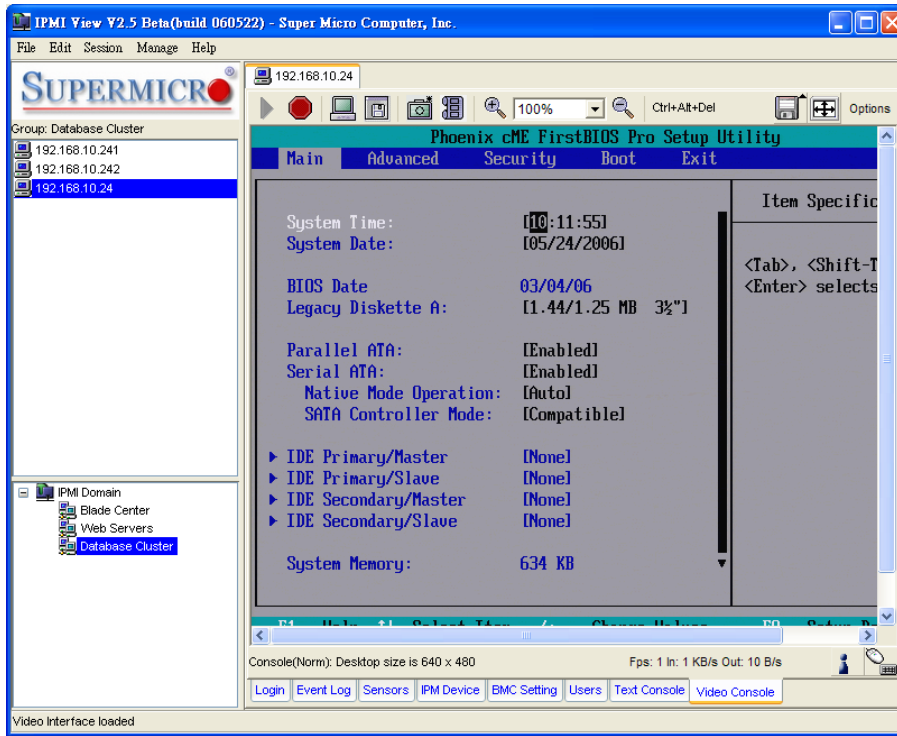 IPMI View V2.5 Beta(build 060522) - Super Micro Computer, Inc.
File Edit Session Manage Help
SUPERMICRO®
Group: Database Cluster
192.168.10.241
192.168.10.242
192.168.10.24
IPMI Domain
Blade Center
Web Servers
Database Cluster
192.168.10.24
100% Ctrl+Alt+Del Options
Phoenix cME FirstBIOS Pro Setup Utility
Main Advanced Security Boot Exit
System Time: [10:11:55]
System Date: [05/24/2006]
BIOS Date 03/04/06
Legacy Diskette A: [1.44/1.25 MB 3½"]
Parallel ATA: [Enabled]
Serial ATA: [Enabled]
Native Mode Operation: [Auto]
SATA Controller Mode: [Compatible]
IDE Primary/Master [None]
IDE Primary/Slave [None]
IDE Secondary/Master [None]
IDE Secondary/Slave [None]
System Memory: 634 KB
Item Specific
<Tab>, <Shift-T
<Enter> selects
F1 Help ↑↓ Select Item -/+ Change Values F9 Setup
Console(Norm): Desktop size is 640 x 480 Fps: 1 In: 1 KB/s Out: 10 B/s
Login Event Log Sensors IPM Device BMC Setting Users Text Console Video Console
Video Interface loaded